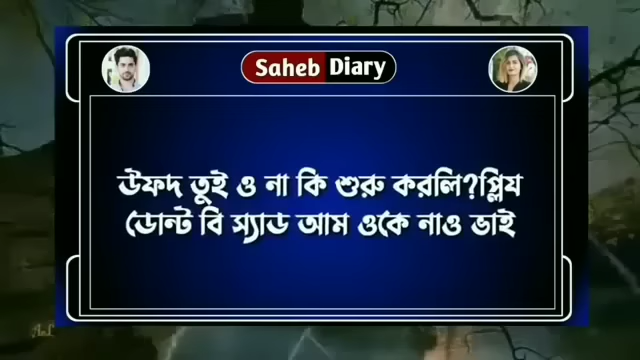 Saheb Diary
উফদ তুই ও না কি শুরু করলি?প্লিয
ডোন্ট বি স্যাড আম ওকে নাও ভাই